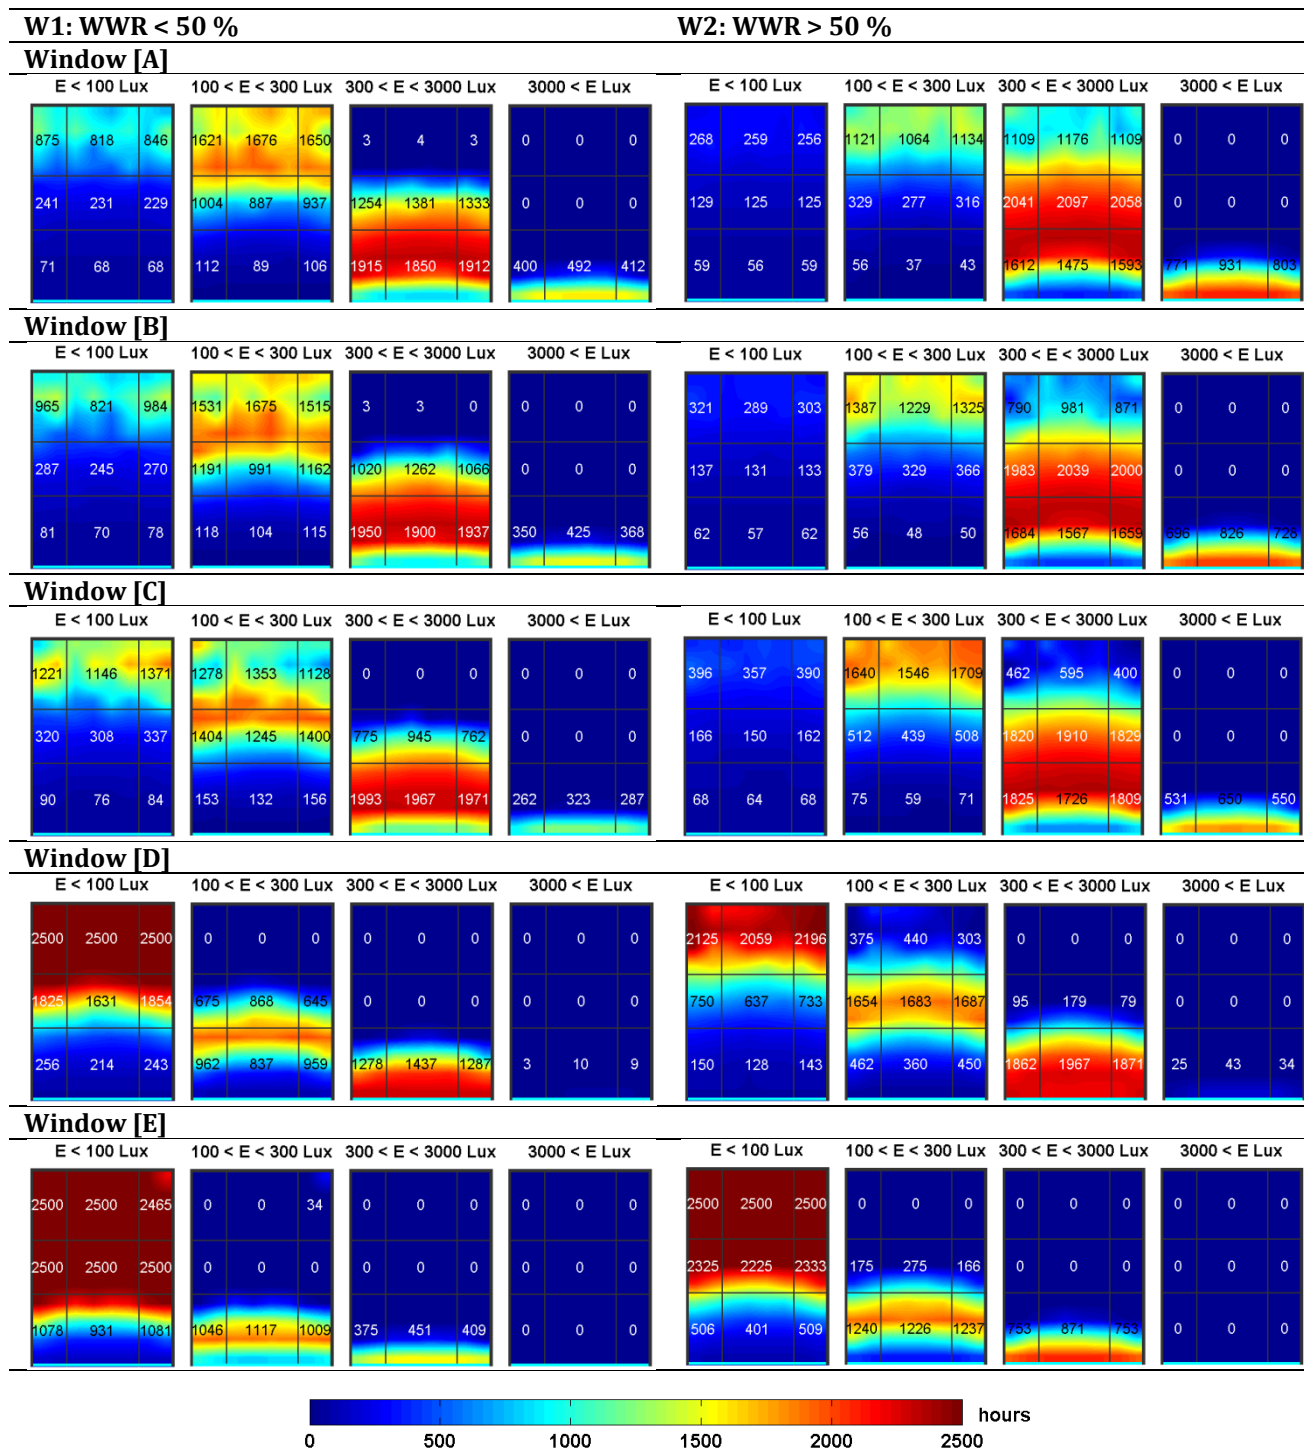 W1: WWR < 50 % W2: WWR > 50 %
Window [A]
E < 100 Lux 100 < E < 300 Lux 300 < E < 3000 Lux 3000 < E Lux E < 100 Lux 100 < E < 300 Lux 300 < E < 3000 Lux 3000 < E Lux
875 818 846 1621 1676 1650 3 4 3 0 0 0 268 259 256 1121 1064 1134 1109 1176 1109 0 0 0
241 231 229 1004 887 937 1254 1381 1333 0 0 0 129 125 125 329 277 316 2041 2097 2058 0 0 0
71 68 68 112 89 106 1915 1850 1912 400 492 412 59 56 59 56 37 43 1612 1475 1593 771 931 803
Window [B]
E < 100 Lux 100 < E < 300 Lux 300 < E < 3000 Lux 3000 < E Lux E < 100 Lux 100 < E < 300 Lux 300 < E < 3000 Lux 3000 < E Lux
965 821 984 1531 1675 1515 3 3 0 0 0 0 321 289 303 1387 1229 1325 790 981 871 0 0 0
287 245 270 1191 991 1162 1020 1262 1066 0 0 0 137 131 133 379 329 366 1983 2039 2000 0 0 0
81 70 78 118 104 115 1950 1900 1937 350 425 368 62 57 62 56 48 50 1684 1567 1659 696 826 728
Window [C]
E < 100 Lux 100 < E < 300 Lux 300 < E < 3000 Lux 3000 < E Lux E < 100 Lux 100 < E < 300 Lux 300 < E < 3000 Lux 3000 < E Lux
1221 1146 1371 1278 1353 1128 0 0 0 0 0 0 396 357 390 1640 1546 1709 462 595 400 0 0 0
320 308 337 1404 1245 1400 775 945 762 0 0 0 166 150 162 512 439 508 1820 1910 1829 0 0 0
90 76 84 153 132 156 1993 1967 1971 262 323 287 68 64 68 75 59 71 1825 1726 1809 531 650 550
Window [D]
E < 100 Lux 100 < E < 300 Lux 300 < E < 3000 Lux 3000 < E Lux E < 100 Lux 100 < E < 300 Lux 300 < E < 3000 Lux 3000 < E Lux
2500 2500 2500 0 0 0 0 0 0 0 0 0 2125 2059 2196 375 440 303 0 0 0 0 0 0
1825 1631 1854 675 868 645 0 0 0 0 0 0 750 637 733 1654 1683 1687 95 179 79 0 0 0
256 214 243 962 837 959 1278 1437 1287 3 10 9 150 128 143 462 360 450 1862 1967 1871 25 43 34
Window [E]
E < 100 Lux 100 < E < 300 Lux 300 < E < 3000 Lux 3000 < E Lux E < 100 Lux 100 < E < 300 Lux 300 < E < 3000 Lux 3000 < E Lux
2500 2500 2465 0 0 34 0 0 0 0 0 0 2500 2500 2500 0 0 0 0 0 0 0 0 0
2500 2500 2500 0 0 0 0 0 0 0 0 0 2325 2225 2333 175 275 166 0 0 0 0 0 0
1078 931 1081 1046 1117 1009 375 451 409 0 0 0 506 401 509 1240 1226 1237 753 871 753 0 0 0
hours
0 500 1000 1500 2000 2500